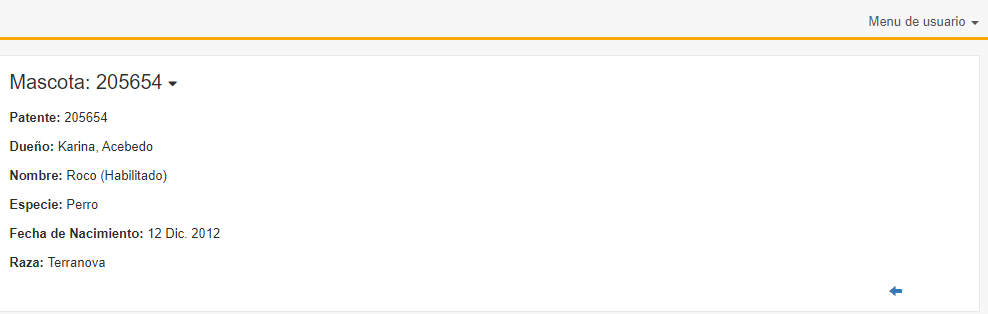 Menu de usuario
Mascota: 205654
Patente: 205654
Dueño: Karina, Acebedo
Nombre: Roco (Habilitado)
Especie: Perro
Fecha de Nacimiento: 12 Dic. 2012
Raza: Terranova